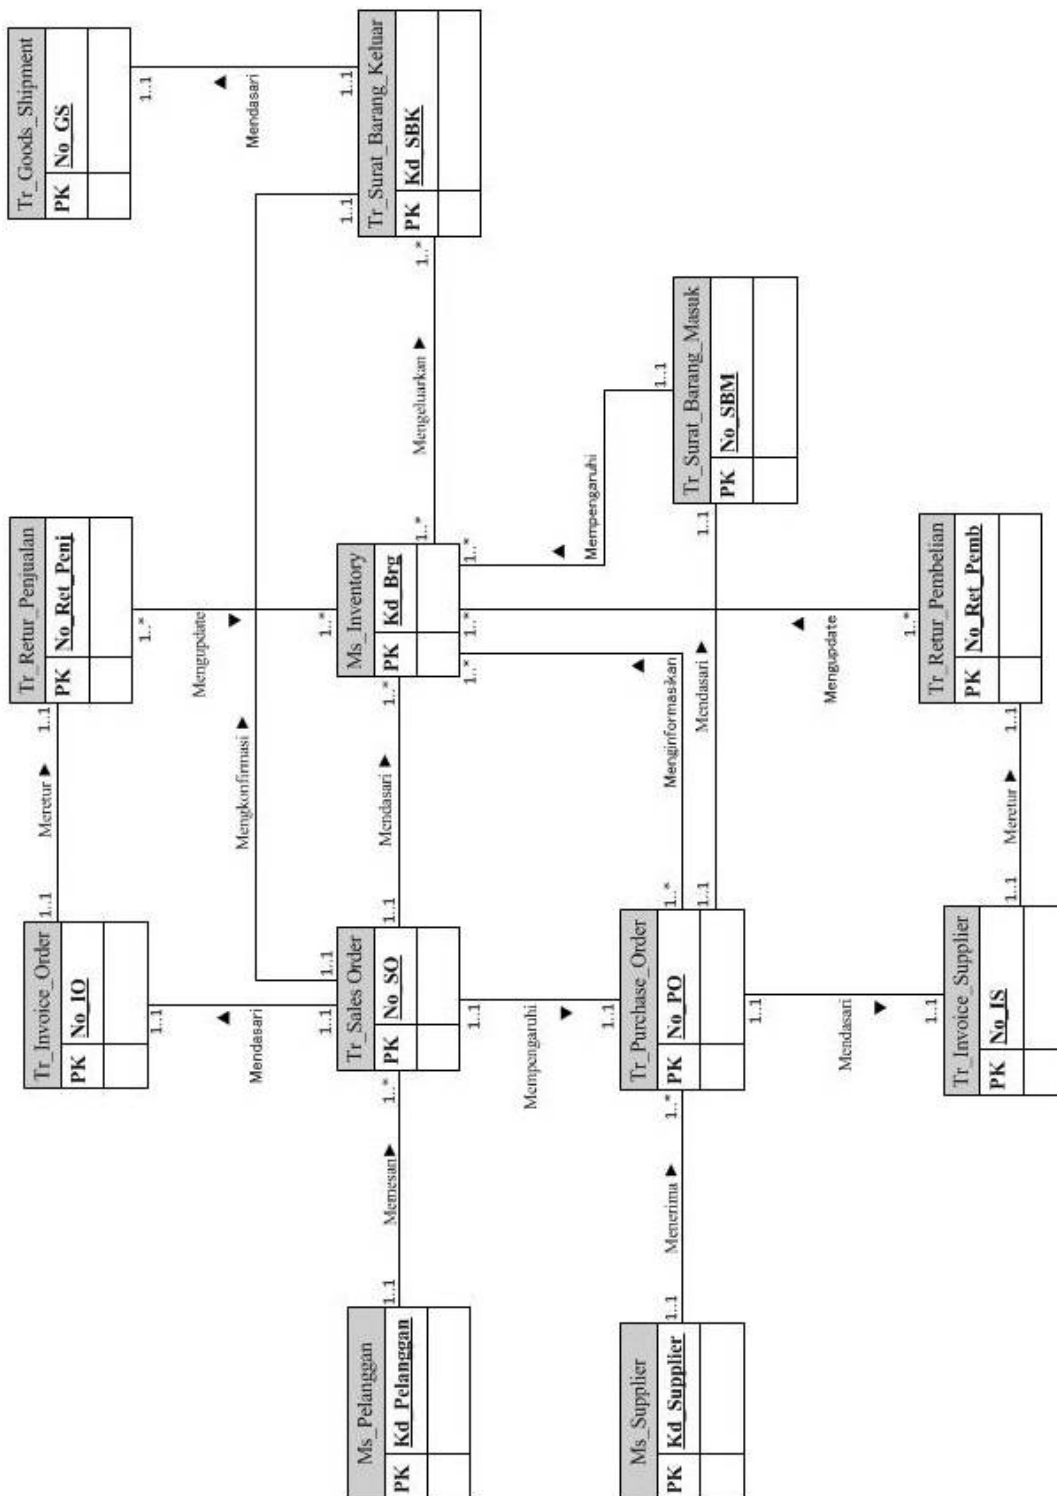 Tr_Invoice_Order
PK No_IO
1..1
Meretur ►
1..1
Tr_Retur_Penjualan
PK No_Ret_Penj
Tr_Goods_Shipment
PK No_GS
1..1
Mendasari
1..1
1..*
Mengupdate
1..*
1..1
Mendasari
1..1
1..1
Mengkonfirmasi ►
1..1
Ms_Pelanggan
PK Kd_Pelanggan
1..1
Memesan►
1..*
Tr_Sales Order
PK No_SO
1..1
Mendasari ►
1..*
Ms_Inventory
PK Kd_Brg
1..*
Mengeluarkan ►
1..*
Tr_Surat_Barang_Keluar
PK Kd_SBK
1..1
Mempengaruhi
1..1
1..*
Menginformasikan
1..*
1..*
Mempengaruhi
1..1
Ms_Supplier
PK Kd_Supplier
1..1
Menerima ►
1..*
Tr_Purchase_Order
PK No_PO
1..1
Mendasari ►
1..1
Tr_Surat_Barang_Masuk
PK No_SBM
1..1
Mendasari
1..1
1..*
Mengupdate
1..*
Tr_Invoice_Supplier
PK No_IS
1..1
Meretur ►
1..1
Tr_Retur_Pembelian
PK No_Ret_Pemb